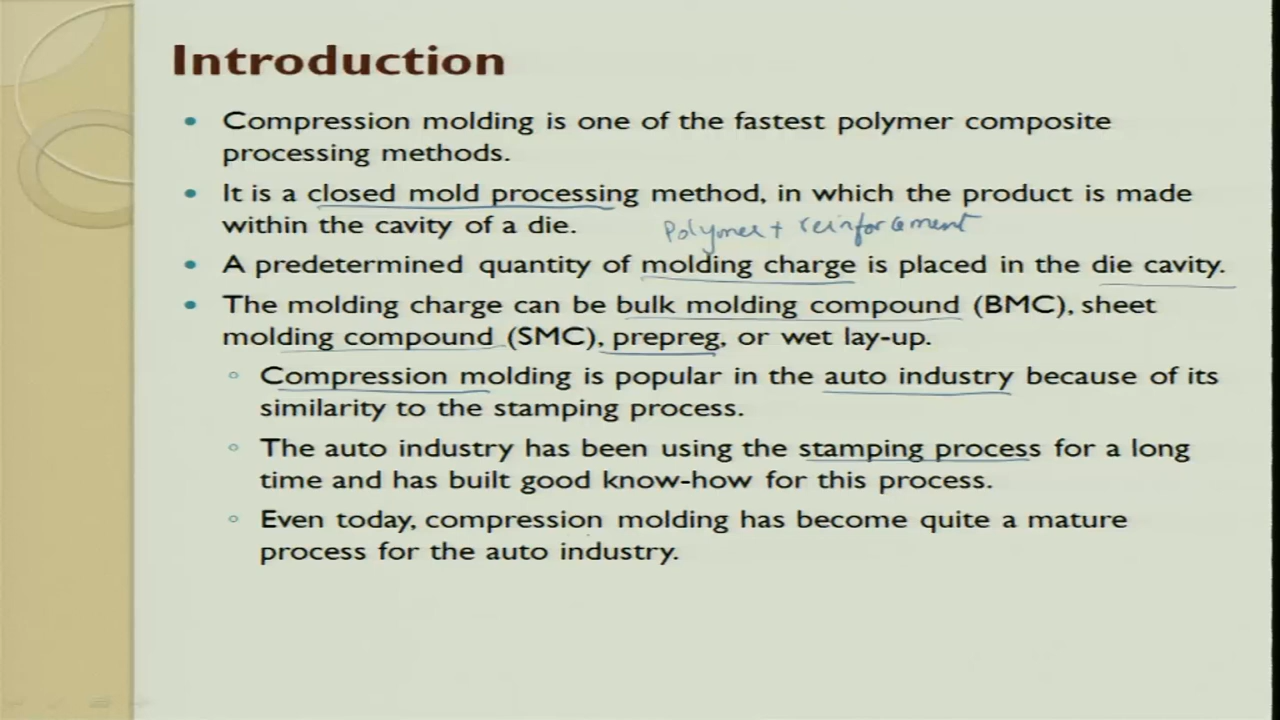 Introduction
• Compression molding is one of the fastest polymer composite
processing methods.
• It is a closed mold processing method, in which the product is made
within the cavity of a die.
Polymer + reinforcement
• A predetermined quantity of molding charge is placed in the die cavity.
• The molding charge can be bulk molding compound (BMC), sheet
molding compound (SMC), prepreg, or wet lay-up.
◦ Compression molding is popular in the auto industry because of its
similarity to the stamping process.
◦ The auto industry has been using the stamping process for a long
time and has built good know-how for this process.
◦ Even today, compression molding has become quite a mature
process for the auto industry.